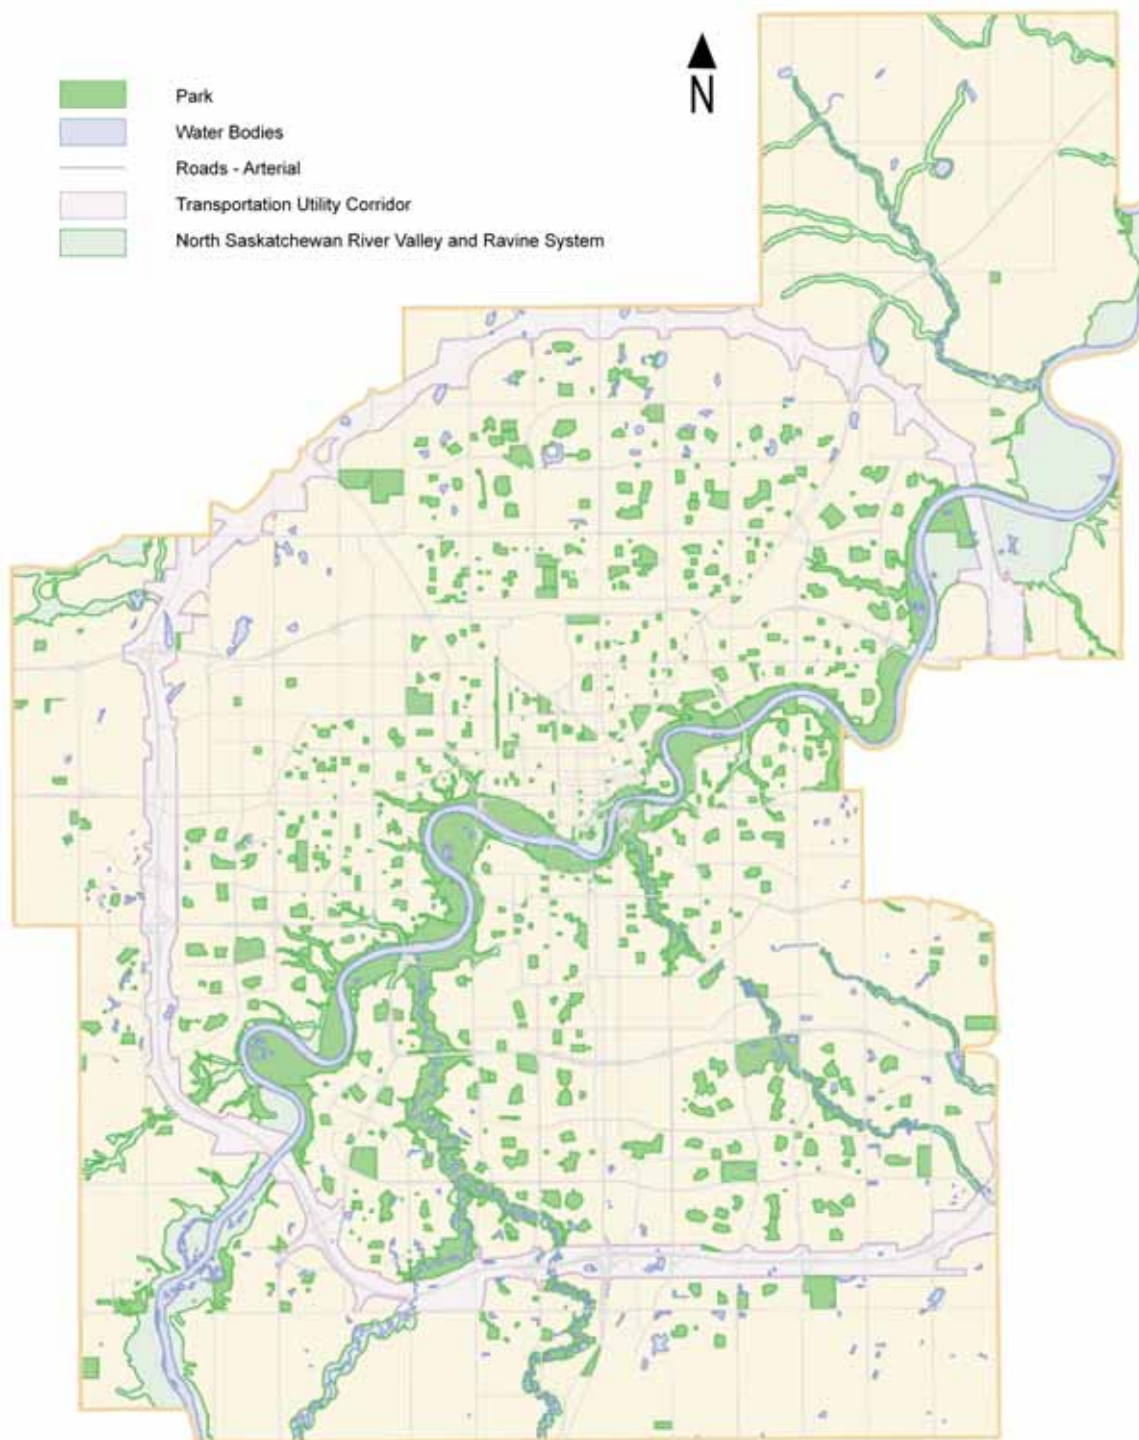 N
Park
Water Bodies
Roads - Arterial
Transportation Utility Corridor
North Saskatchewan River Valley and Ravine System